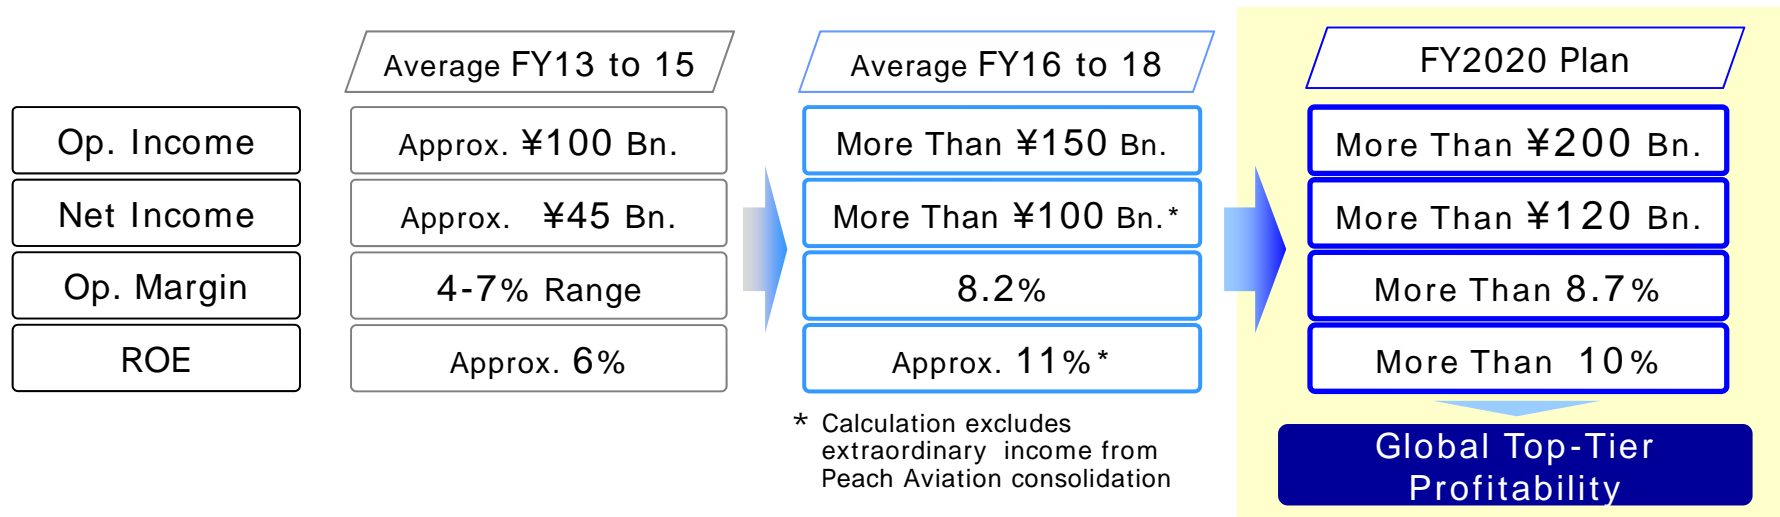 Average FY13 to 15
Average FY16 to 18
FY2020 Plan
Op. Income
Approx. ¥100 Bn.
More Than ¥150 Bn.
More Than ¥200 Bn.
Net Income
Approx. ¥45 Bn.
More Than ¥100 Bn.*
More Than ¥120 Bn.
Op. Margin
4-7% Range
8.2%
More Than 8.7%
ROE
Approx. 6%
Approx. 11%*
More Than 10%
* Calculation excludes
extraordinary income from
Peach Aviation consolidation
Global Top-Tier
Profitability